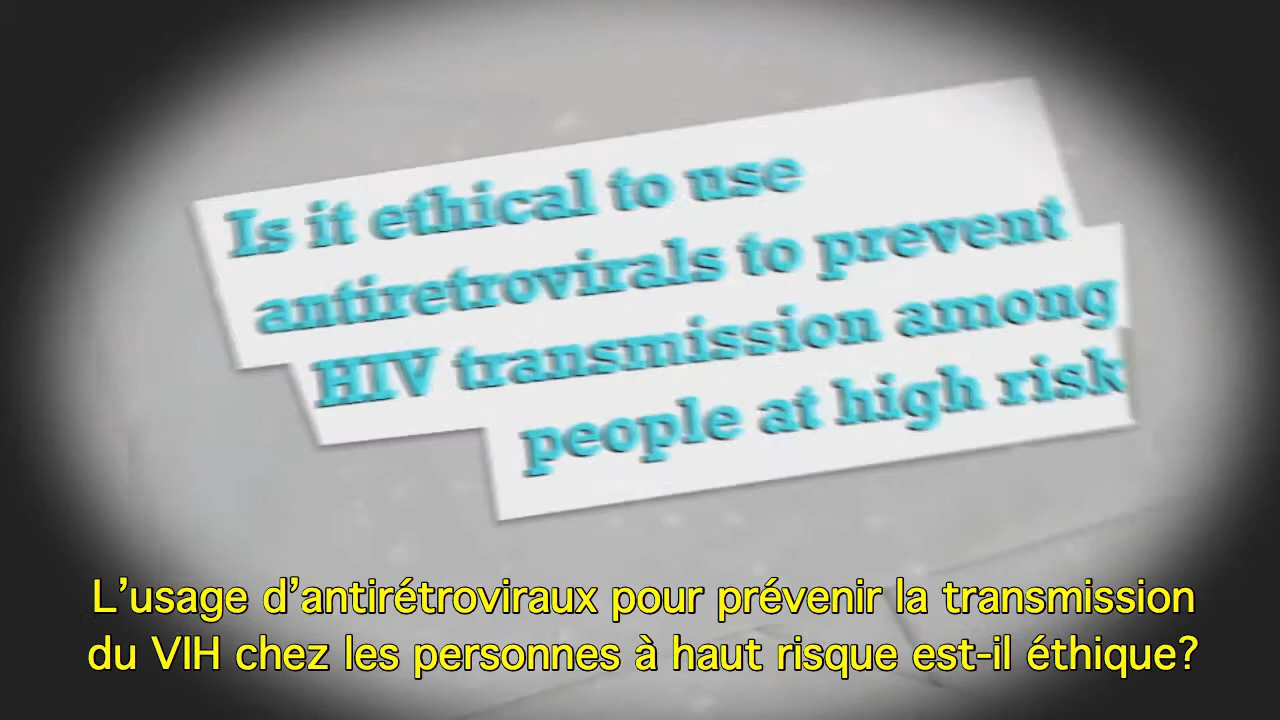 Is it ethical to use
antiretrovirals to prevent
HIV transmission among
people at high risk
L’usage d’antirétroviraux pour prévenir la transmission
du VIH chez les personnes à haut risque est-il éthique?